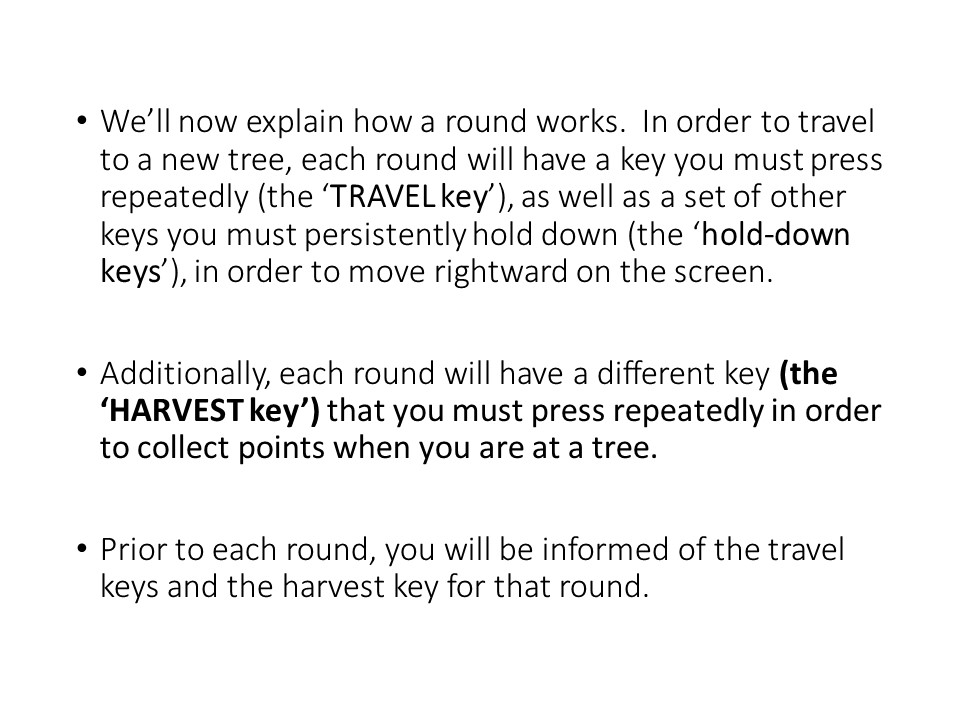 • We’ll now explain how a round works.  In order to travel
to a new tree, each round will have a key you must press
repeatedly (the ‘TRAVEL key’), as well as a set of other
keys you must persistently hold down (the ‘hold-down
keys’), in order to move rightward on the screen.
• Additionally, each round will have a different key (the
‘HARVEST key’) that you must press repeatedly in order
to collect points when you are at a tree.
• Prior to each round, you will be informed of the travel
keys and the harvest key for that round.